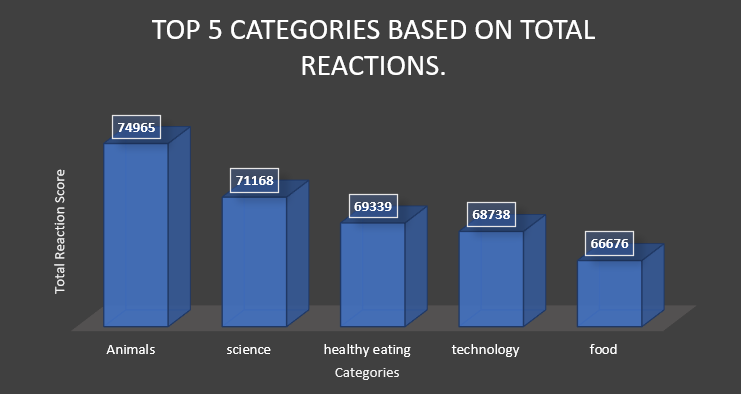 TOP 5 CATEGORIES BASED ON TOTAL
REACTIONS.
74965
71168
69339
68738
66676
Total Reaction Score
Animals
science
healthy eating
technology
food
Categories